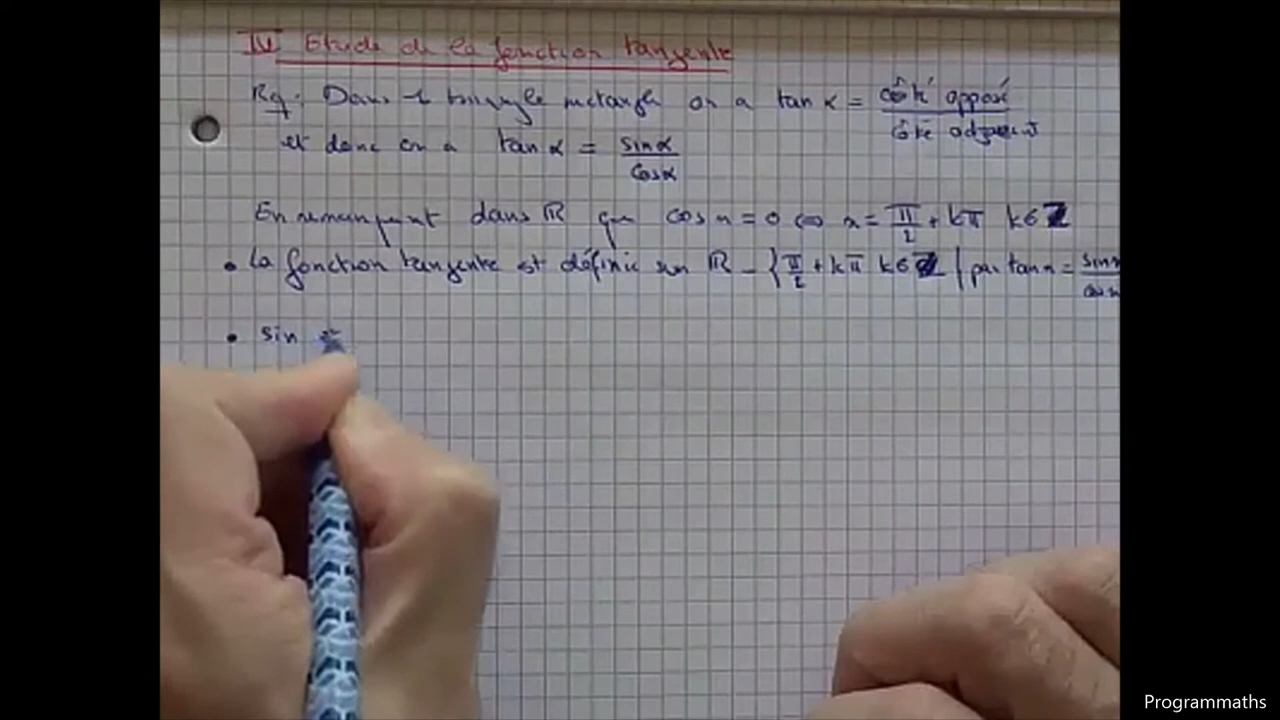 IV Etude de la fonction tangente
Rq: Dans 1 triangle rectangle on a tan α = côté opposé / côté adjacent
et donc on a tan α = sin α / cos α
En remarquant dans ℝ que cos x = 0 ⇔ x = π/2 + kπ k∈ℤ
• La fonction tangente est définie sur ℝ - {π/2 + kπ k∈ℤ} par tan x = sin x / cos x
• sin
Programmaths